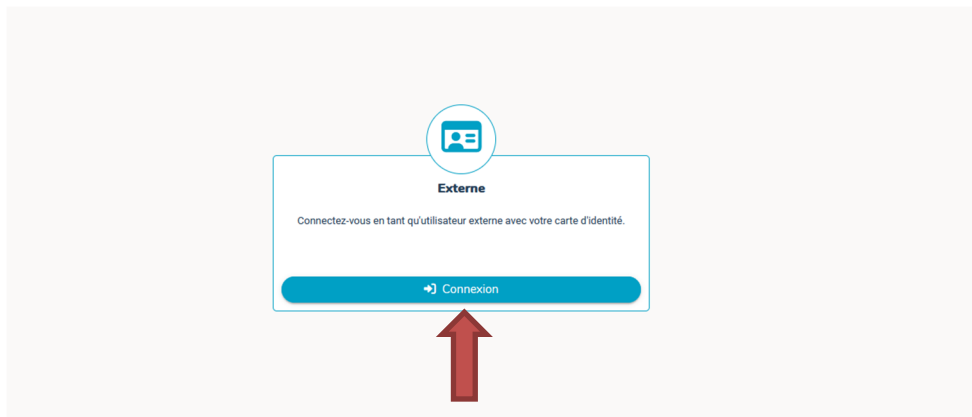 Externe
Connectez-vous en tant qu'utilisateur externe avec votre carte d'identité.
Connexion